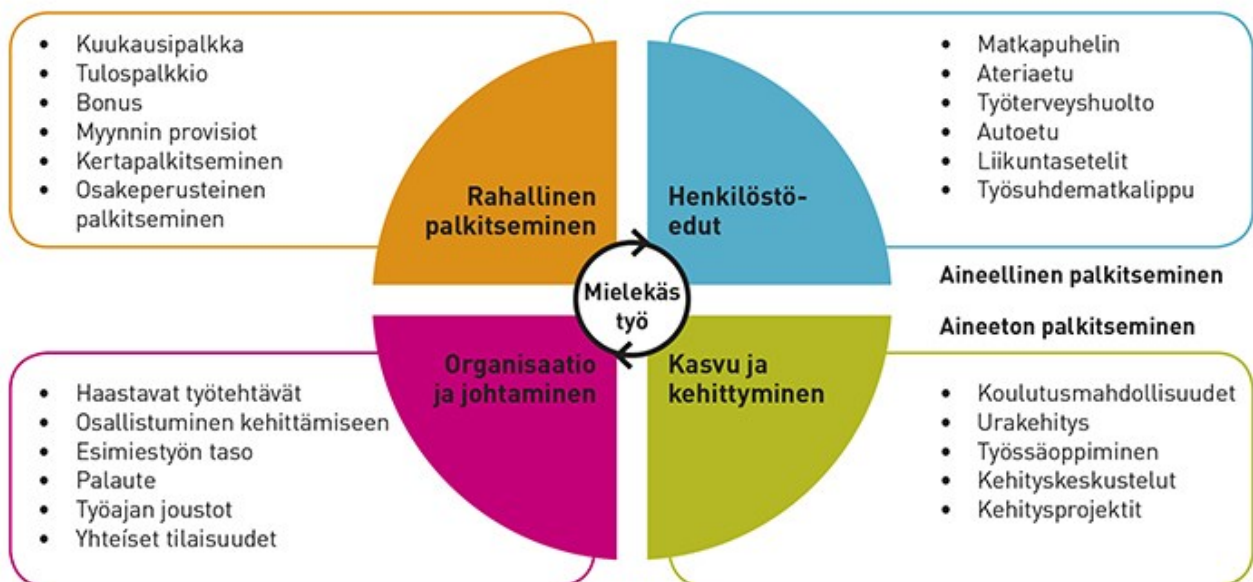 Kuukausipalkka
Tulospalkkio
Bonus
Myynnin provisiot
Kertapalkitseminen
Osakeperusteinen
palkitseminen
Rahallinen
palkitseminen
Henkilöstö-
edut
Matkapuhelin
Ateriaetu
Työterveyshuolto
Autoetu
Liikuntasetelit
Työsuhdematkalippu
Aineellinen palkitseminen
Mielekäs
työ
Aineeton palkitseminen
Haastavat työtehtävät
Osallistuminen kehittämiseen
Esimiestyön taso
Palaute
Työajan joustot
Yhteiset tilaisuudet
Organisaatio
ja johtaminen
Kasvu ja
kehittyminen
Koulutusmahdollisuudet
Urakehitys
Työssäoppiminen
Kehityskeskustelut
Kehitysprojektit